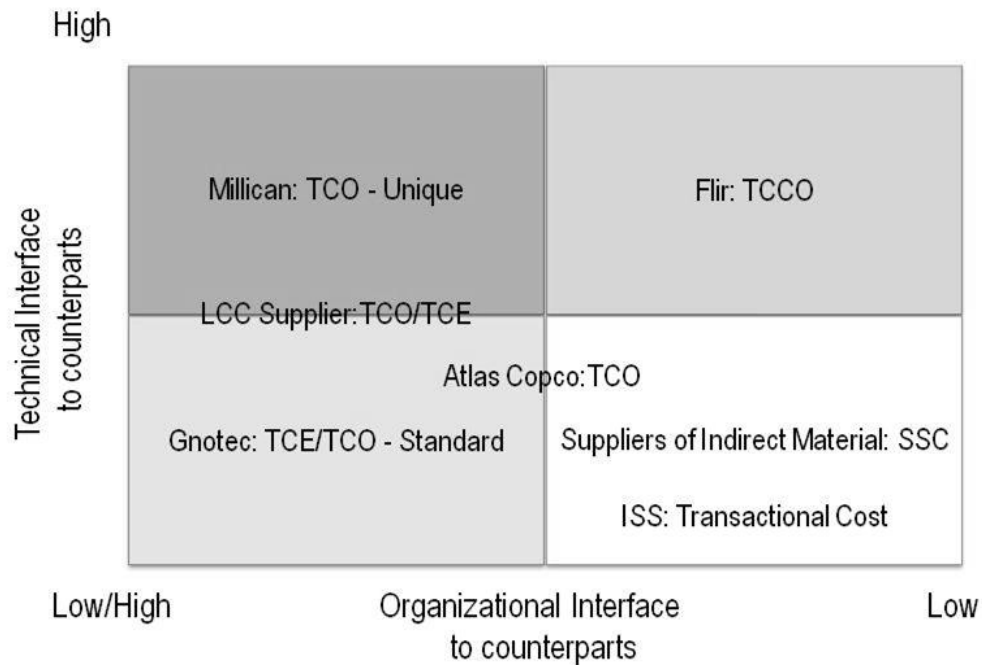 High
Millican: TCO - Unique
Flir: TCCO
Technical Interface
to counterparts
LCC Supplier:TCO/TCE
Atlas Copco:TCO
Gnotec: TCE/TCO - Standard
Suppliers of Indirect Material: SSC
ISS: Transactional Cost
Low/High
Organizational Interface
to counterparts
Low